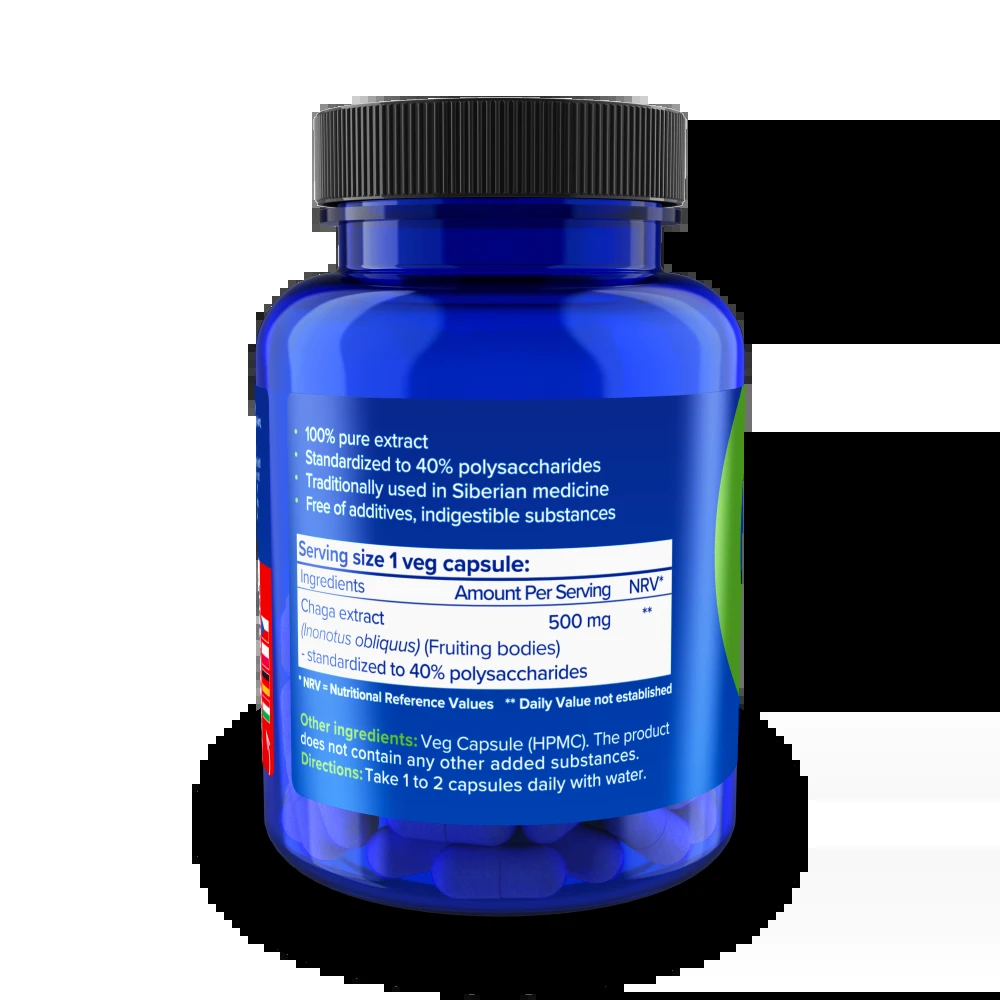 • 100% pure extract
• Standardized to 40% polysaccharides
• Traditionally used in Siberian medicine
• Free of additives, indigestible substances
Serving size 1 veg capsule:
Ingredients Amount Per Serving NRV*
Chaga extract 500 mg **
(Inonotus obliquus) (Fruiting bodies)
- standardized to 40% polysaccharides
* NRV = Nutritional Reference Values ** Daily Value not established
Other ingredients: Veg Capsule (HPMC). The product
does not contain any other added substances.
Directions: Take 1 to 2 capsules daily with water.